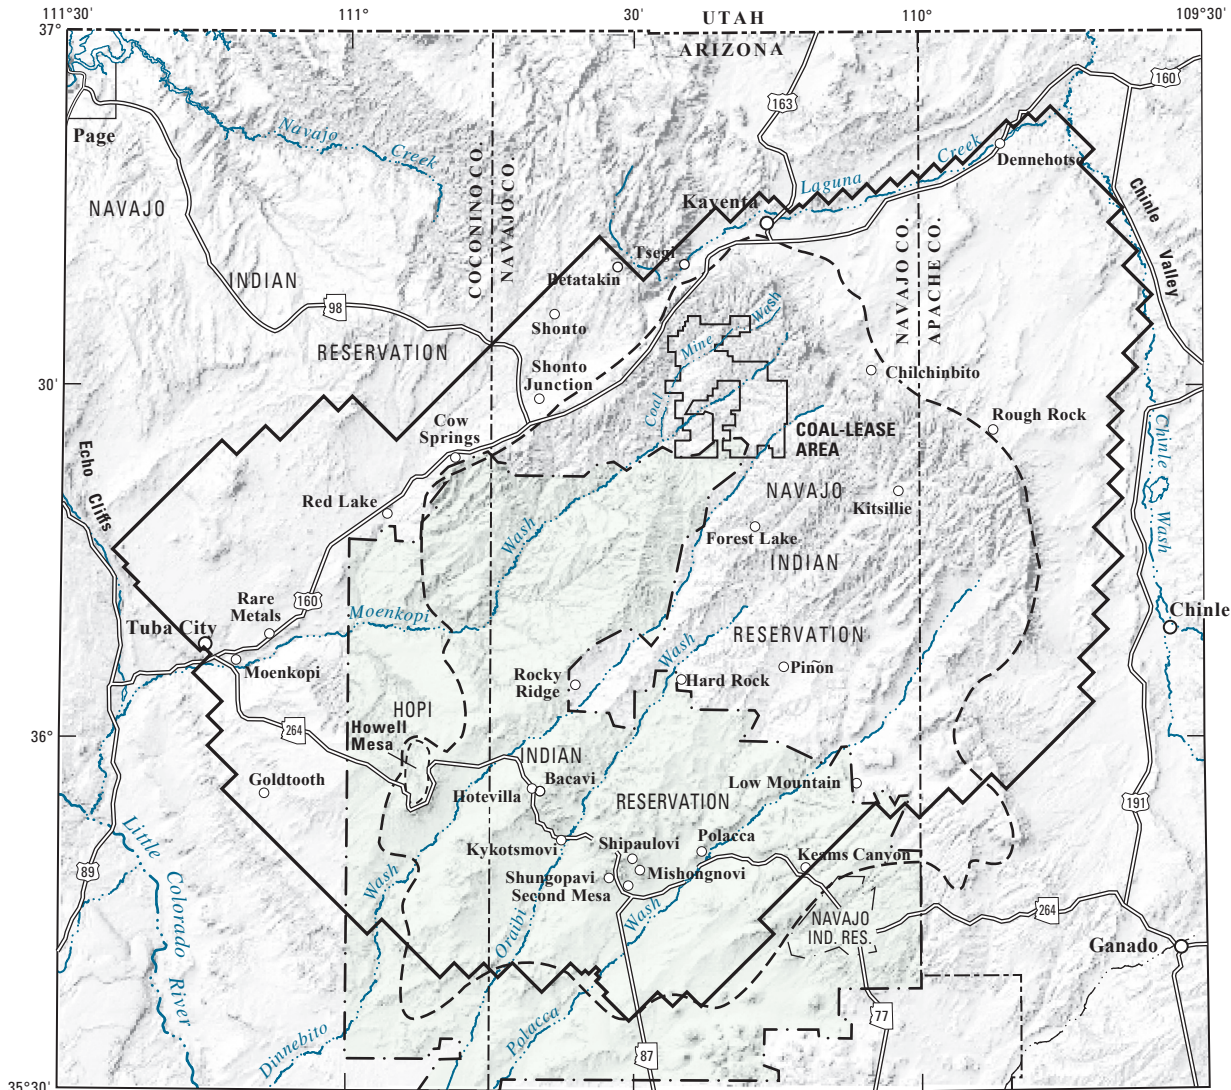 111°30'
111°
30'
110°
109°30'
37°
UTAH
ARIZONA
160
163
Page
Navajo
Creek
Creek
Dennehotso
Laguna
COCONINO CO.
NAVAJO CO.
NAVAJO
Kayenta
Chinle
Valley
NAVAJO CO.
APACHE CO.
Tsegi
Betatakin
INDIAN
98
Shonto
Wash
Mine
Coal
RESERVATION
Shonto
Junction
Chilchinbito
30'
Cow
Springs
COAL-LEASE
AREA
Rough Rock
Echo
Cliffs
Chinle
Wash
Red Lake
NAVAJO
Kitsillie
Wash
Forest Lake
INDIAN
Rare
Metals
160
Moenkopi
Chinle
Tuba City
RESERVATION
Wash
Moenkopi
Rocky
Ridge
Hard Rock
Piñon
HOPI
264
Howell
Mesa
36°
INDIAN
Goldtooth
Bacavi
Hotevilla
Low Mountain
RESERVATION
191
Little
Colorado
River
Kykotsmovi
Shipaulovi
Polacca
Keams Canyon
89
Wash
Shungopavi
Mishongnovi
Second Mesa
Wash
NAVAJO
IND. RES.
264
Oraibi
Ganado
77
Dinnebito
Polacca
87
35°30'